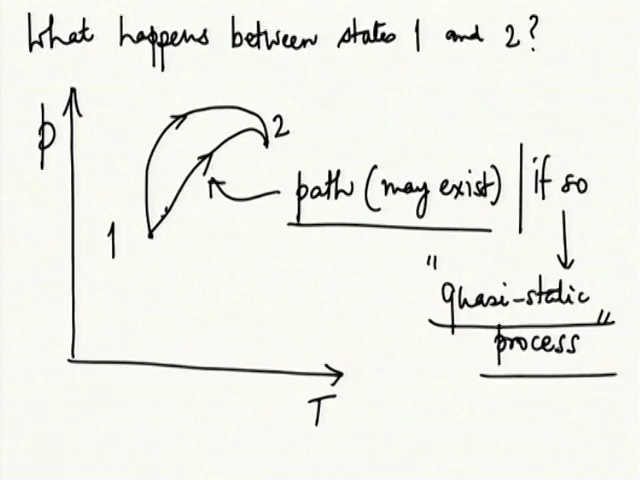 What happens between states 1 and 2?
p
2
path (may exist) | if so
1
"quasi-static
process"
T